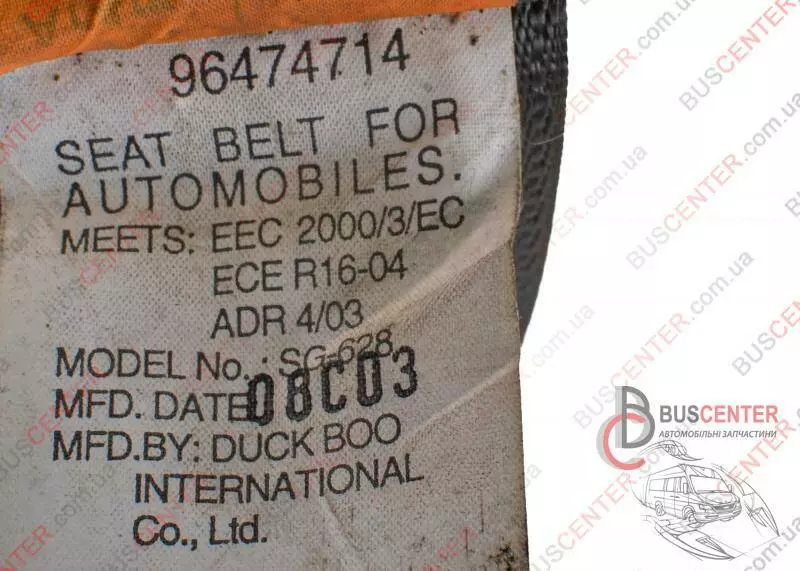 96474714
SEAT BELT FOR
AUTOMOBILES.
MEETS: EEC 2000/3/EC
ECE R16-04
ADR 4/03
MODEL No.: SG-628
MFD. DATE 08C03
MFD.BY: DUCK BOO
INTERNATIONAL
Co., Ltd.
BUSCENTER
АВТОМОБІЛЬНІ ЗАПЧАСТИНИ
BUSCENTER.com.ua